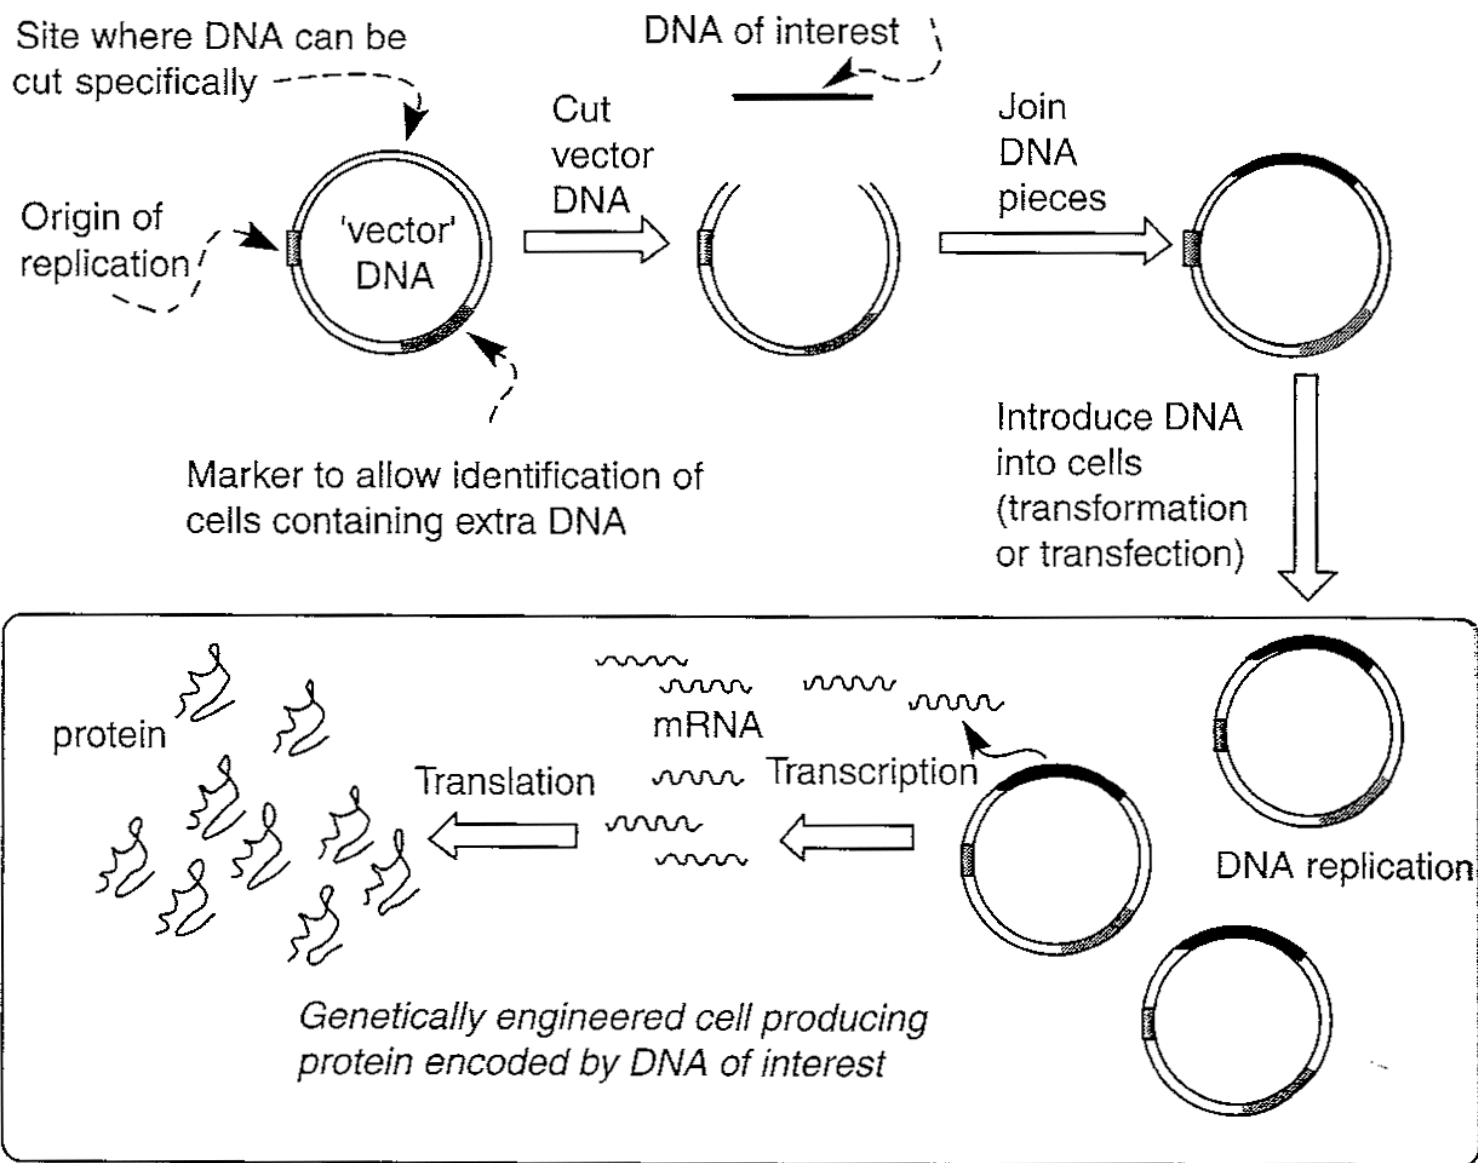 Site where DNA can be
cut specifically
DNA of interest
Cut
vector
DNA
Join
DNA
pieces
Origin of
replication
'vector'
DNA
Marker to allow identification of
cells containing extra DNA
Introduce DNA
into cells
(transformation
or transfection)
protein
mRNA
Translation
Transcription
DNA replication
Genetically engineered cell producing
protein encoded by DNA of interest